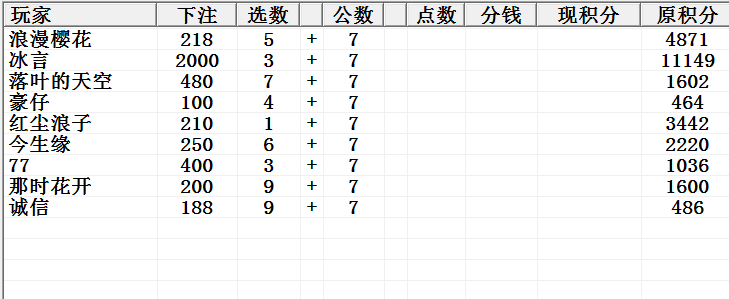 玩家 下注 选数 公数 点数 分钱 现积分 原积分
浪漫樱花 218 5 + 7 4871
冰言 2000 3 + 7 11149
落叶的天空 480 7 + 7 1602
豪仔 100 4 + 7 464
红尘浪子 210 1 + 7 3442
今生缘 250 6 + 7 2220
77 400 3 + 7 1036
那时花开 200 9 + 7 1600
诚信 188 9 + 7 486